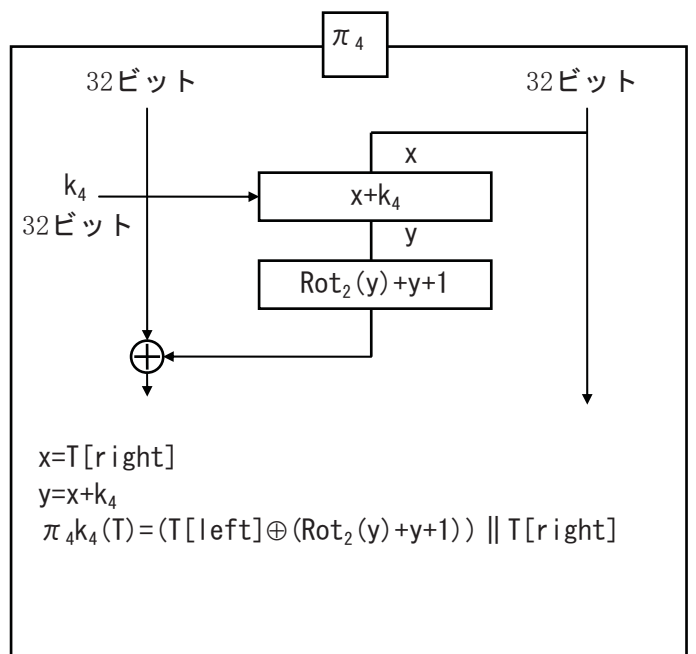 π₄
32ビット 32ビット
x
k₄ x+k₄
32ビット
y
Rot₂(y)+y+1
x=T[right]
y=x+k₄
π₄k₄(T)=(T[left]⊕(Rot₂(y)+y+1))∥T[right]